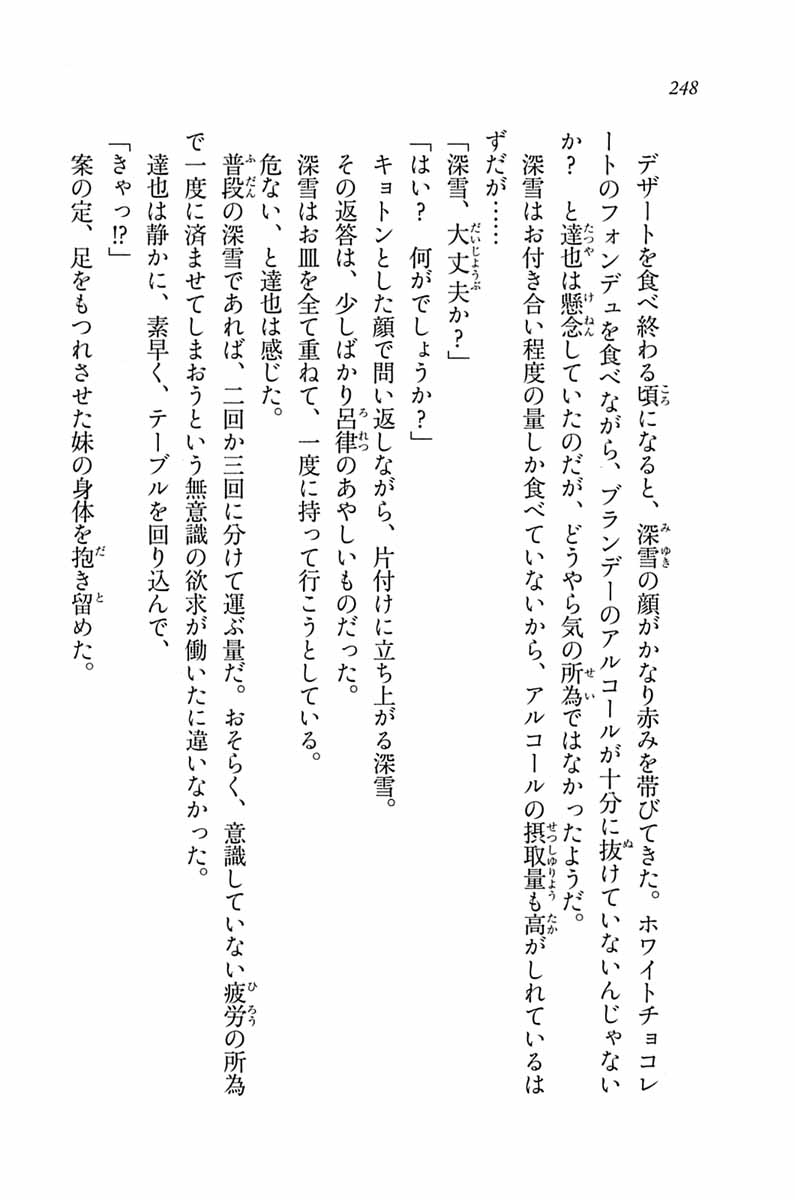 248
デザートを食べ終わる頃になると、深雪の顔がかなり赤みを帯びてきた。ホワイトチョコレ
ートのフォンデュを食べながら、ブランデーのアルコールが十分に抜けていないんじゃない
か？　と達也は懸念していたのだが、どうやら気の所為ではなかったようだ。
深雪はお付き合い程度の量しか食べていないから、アルコールの摂取量も高がしれているは
ずだが……
「深雪、大丈夫か？」
「はい？　何がでしょうか？」
キョトンとした顔で問い返しながら、片付けに立ち上がる深雪。
その返答は、少しばかり呂律のあやしいものだった。
深雪はお皿を全て重ねて、一度に持って行こうとしている。
危ない、と達也は感じた。
普段の深雪であれば、二回か三回に分けて運ぶ量だ。おそらく、意識していない疲労の所為
で一度に済ませてしまおうという無意識の欲求が働いたに違いなかった。
達也は静かに、素早く、テーブルを回り込んで、
「きゃっ!?」
案の定、足をもつれさせた妹の身体を抱き留めた。